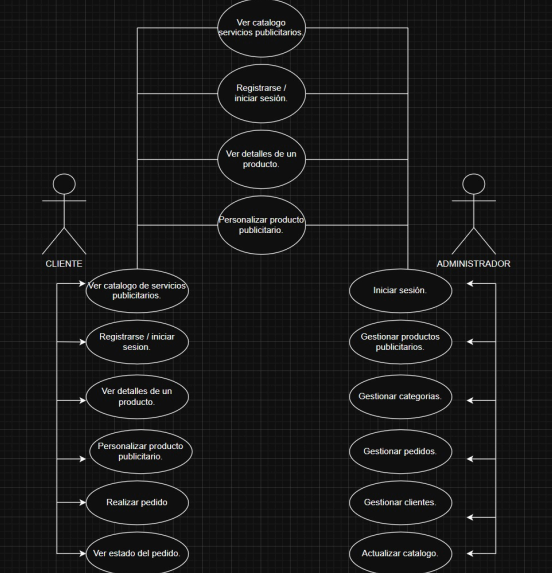 Ver catalogo
servicios publicitarios.
Registrarse /
iniciar sesión.
Ver detalles de un
producto.
Personalizar producto
publicitario.
CLIENTE
ADMINISTRADOR
Ver catalogo de servicios
publicitarios.
Iniciar sesión.
Registrarse / iniciar
sesion.
Gestionar productos
publicitarios.
Ver detalles de un
producto.
Gestionar categorias.
Personalizar producto
publicitario.
Gestionar pedidos.
Realizar pedido
Gestionar clientes.
Ver estado del pedido.
Actualizar catalogo.